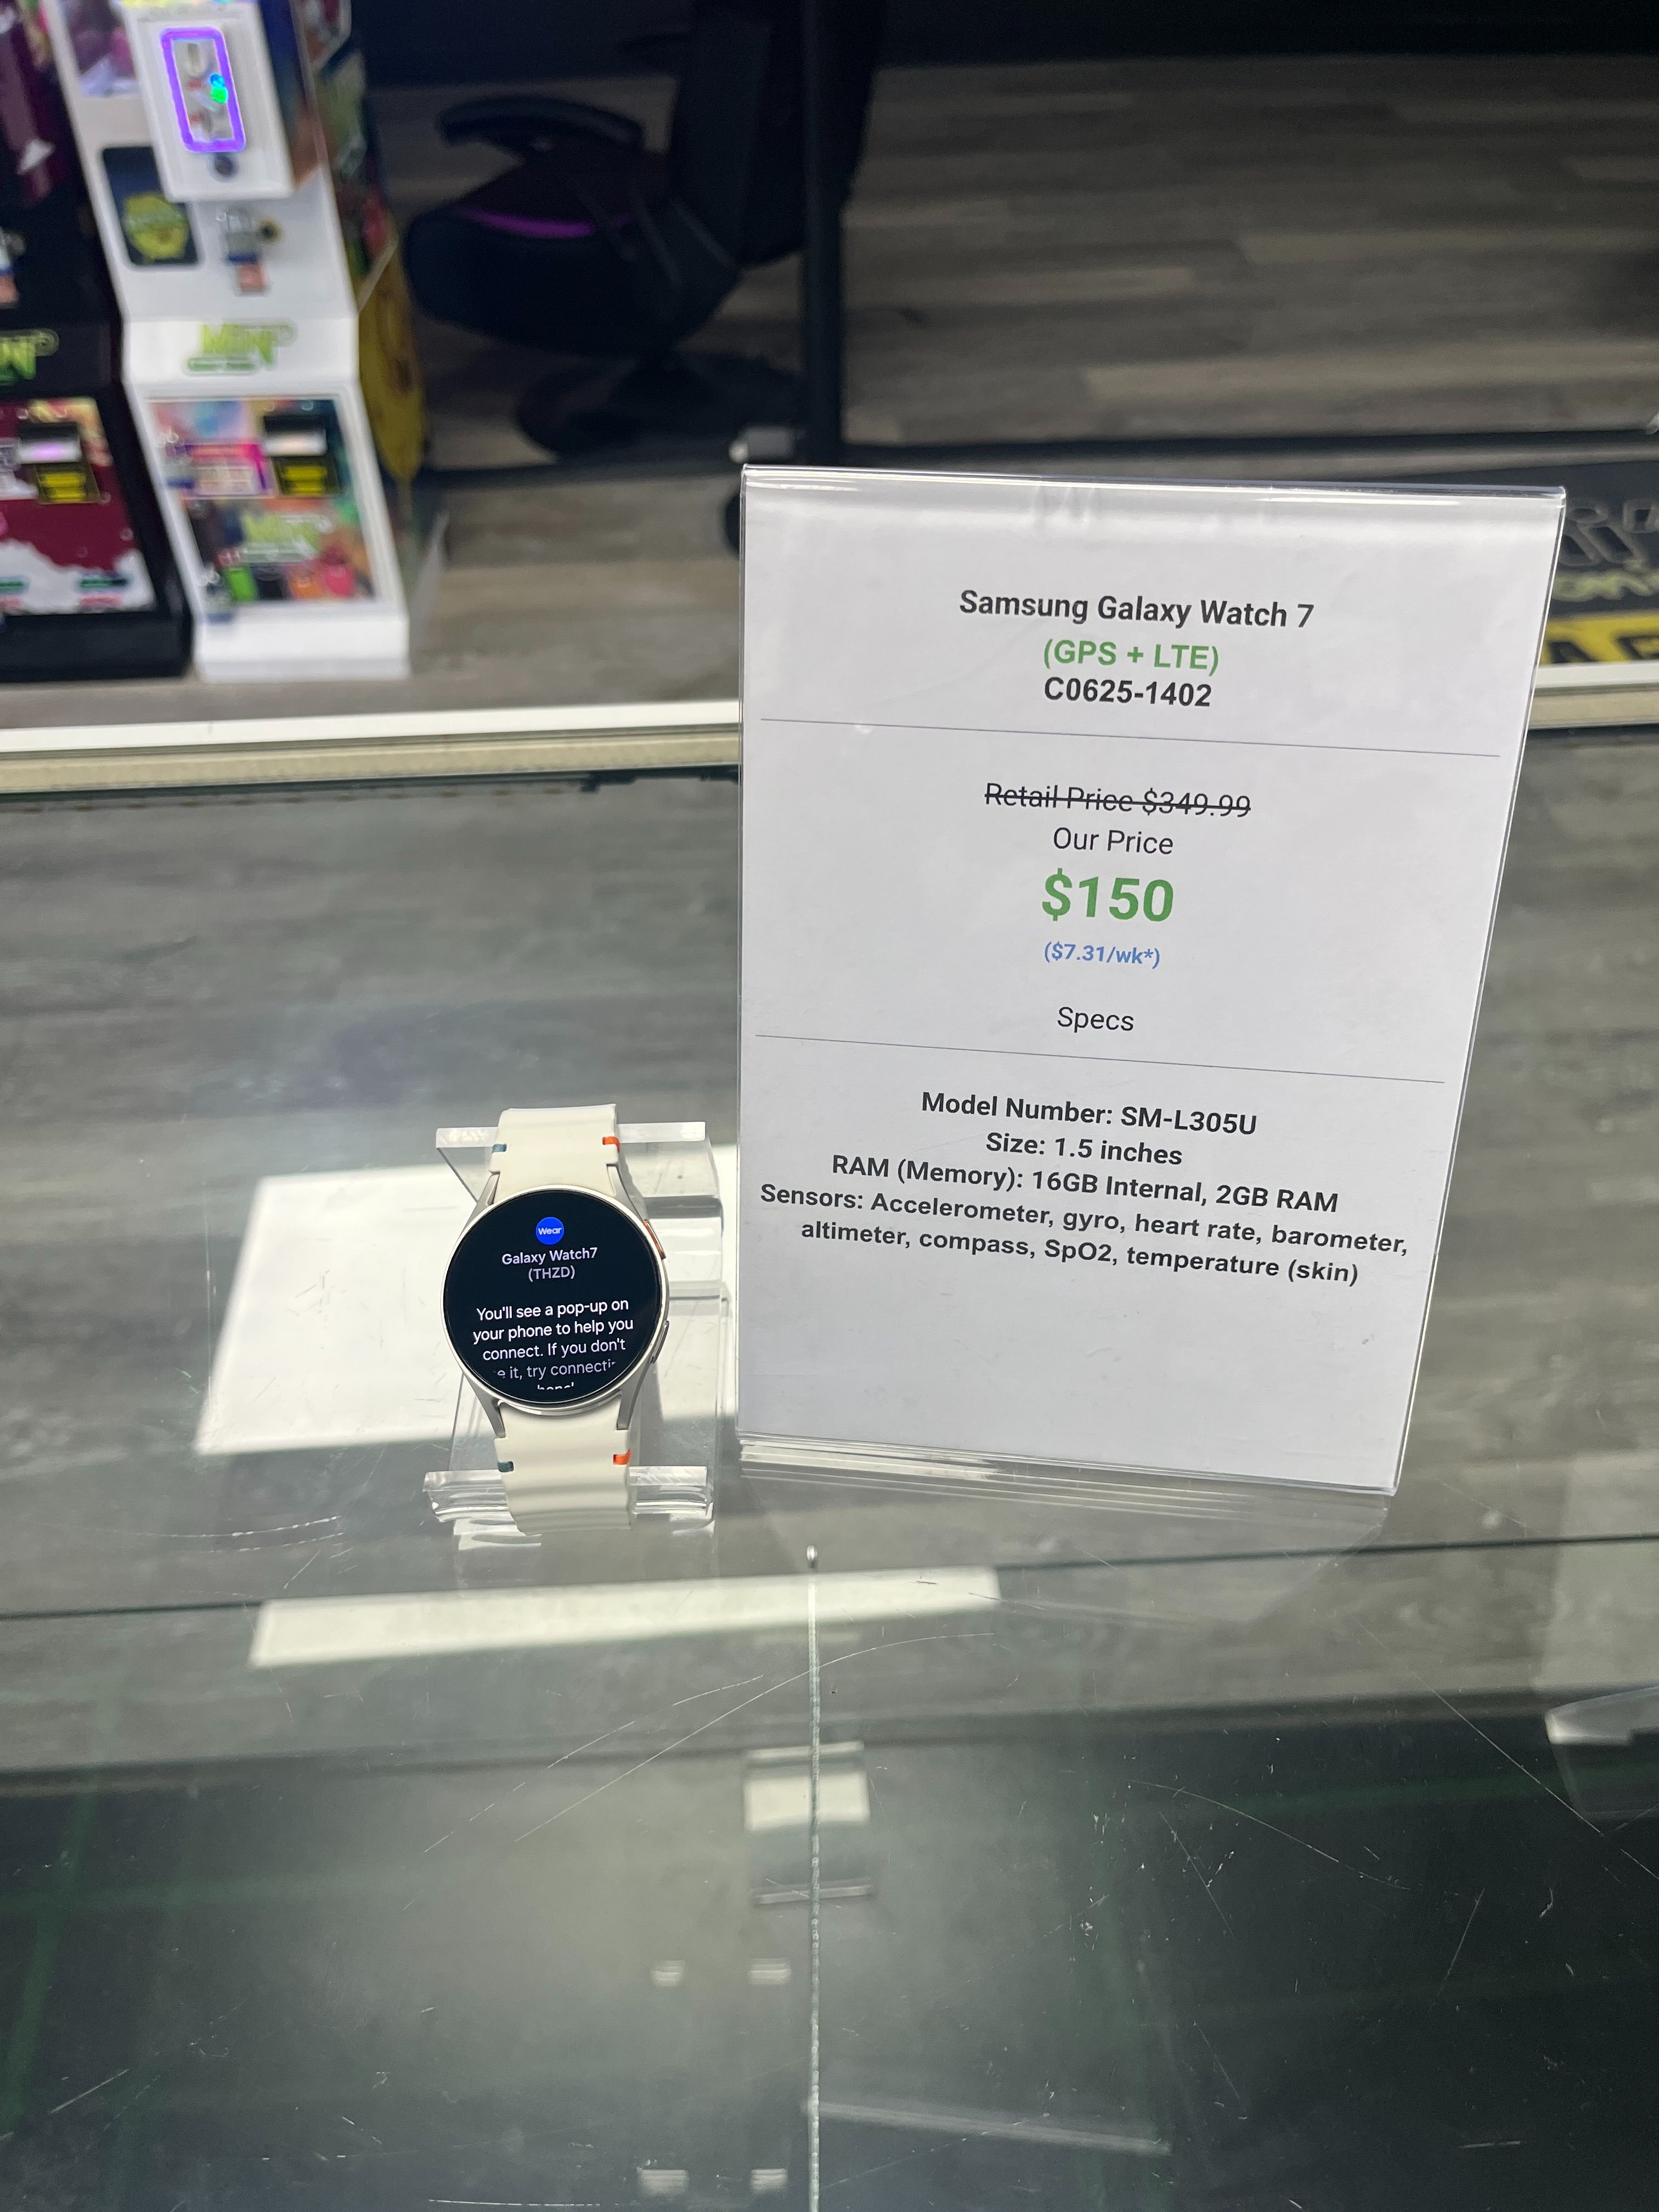 Samsung Galaxy Watch 7
(GPS + LTE)
C0625-1402
Retail Price $349.99
Our Price
$150
($7.31/wk*)
Specs
Model Number: SM-L305U
Size: 1.5 inches
RAM (Memory): 16GB Internal, 2GB RAM
Sensors: Accelerometer, gyro, heart rate, barometer,
altimeter, compass, SpO2, temperature (skin)
Wear
Galaxy Watch7
(THZD)
You'll see a pop-up on
your phone to help you
connect. If you don't
it, try